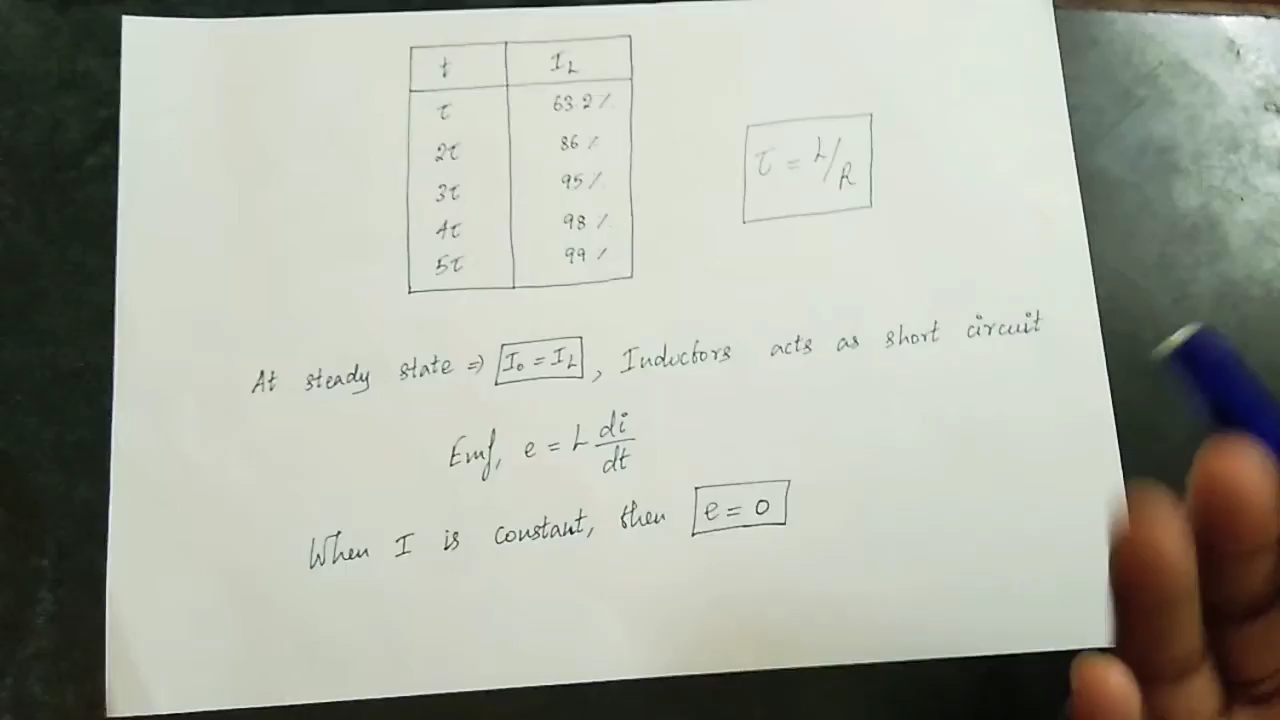 t I_L
τ 63.2 %
2τ 86 %
3τ 95 %
4τ 98 %
5τ 99 %
τ = L/R
At steady state ⇒ I₀ = I_L, Inductors acts as short circuit
Emf, e = L di/dt
When I is constant, then e = 0